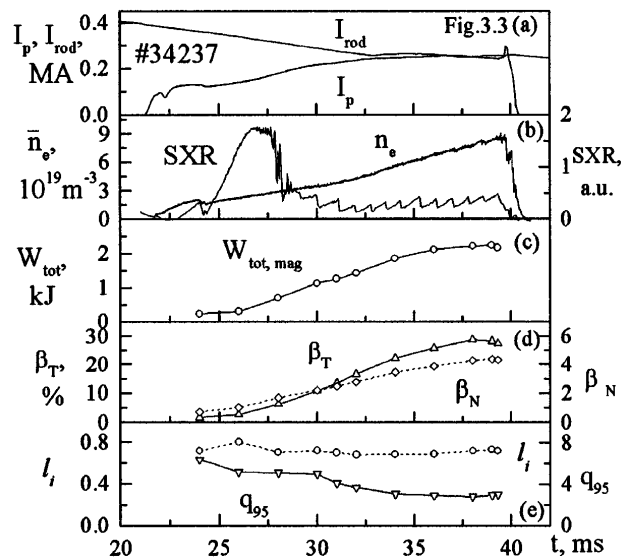 0.4
I_p, I_rod,
MA
0.2
0.0
#34237
I_rod
I_p
Fig.3.3 (a)
2
n̄_e,
10^19 m^-3
9
6
3
0
SXR
n_e
(b)
1
0
SXR,
a.u.
W_tot,
kJ
2
1
0
W_tot, mag
(c)
β_T,
%
30
20
10
0
β_T
β_N
(d)
6
4
2
0
β_N
l_i
0.8
0.4
0.0
q_95
l_i
(e)
8
4
0
q_95
20 25 30 35 40 t, ms